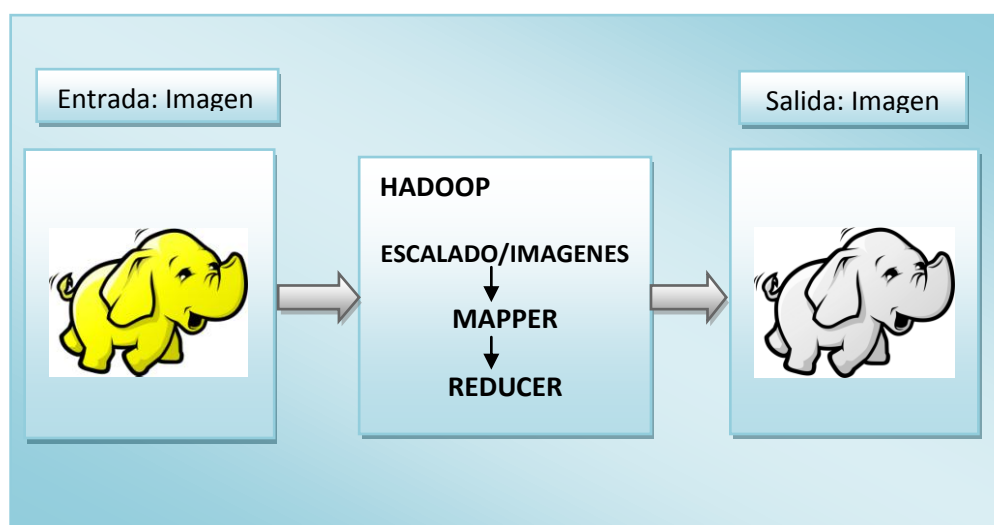 Entrada: Imagen
Salida: Imagen
HADOOP
ESCALADO/IMAGENES
MAPPER
REDUCER